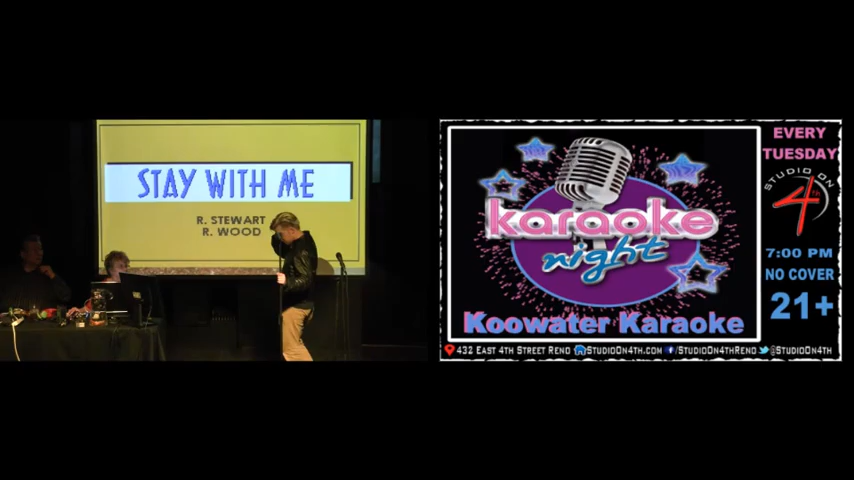 STAY WITH ME
R. STEWART
R. WOOD
karaoke
night
Koowater Karaoke
EVERY
TUESDAY
STUDIO ON
4TH
7:00 PM
NO COVER
21+
432 EAST 4TH STREET RENO STUDIOON4TH.COM /STUDIOON4THRENO @STUDIOON4TH